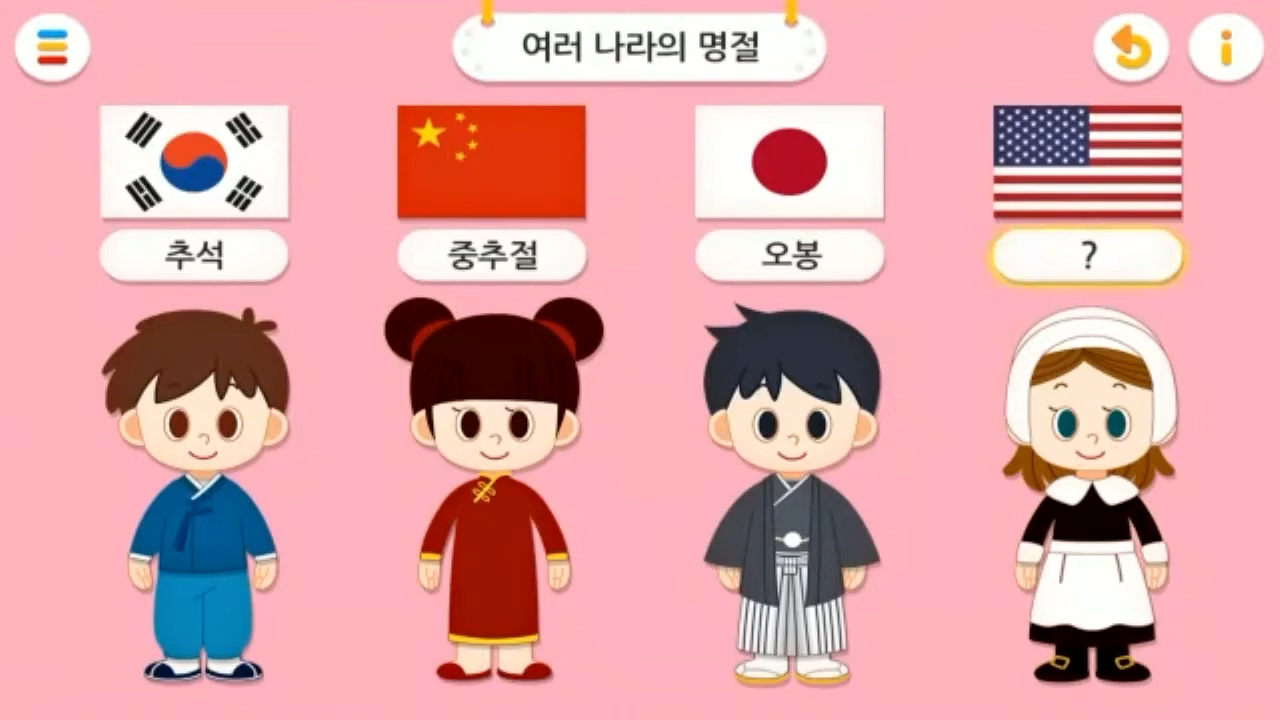 여러 나라의 명절
추석
중추절
오봉
?